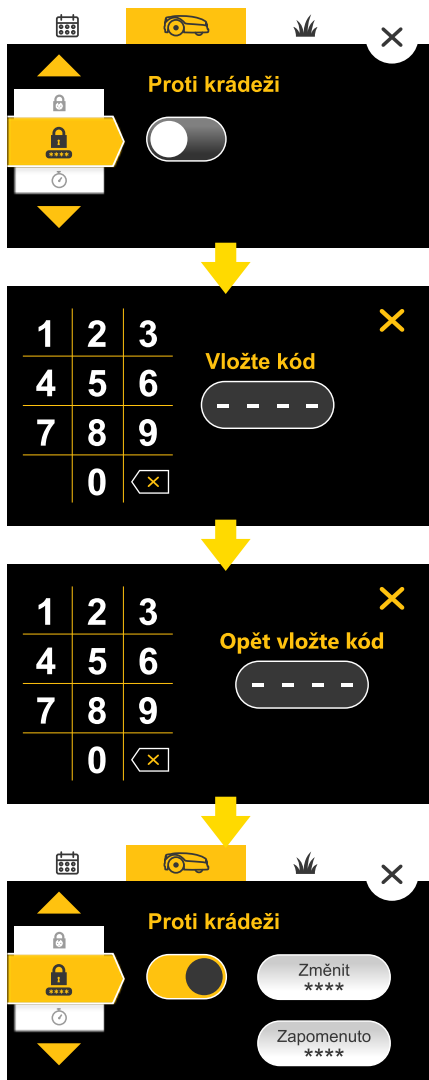 Proti krádeži
****
1 2 3
Vložte kód
4 5 6
- - - -
7 8 9
0
1 2 3
Opět vložte kód
4 5 6
- - - -
7 8 9
0
Proti krádeži
Změnit
****
****
Zapomenuto
****